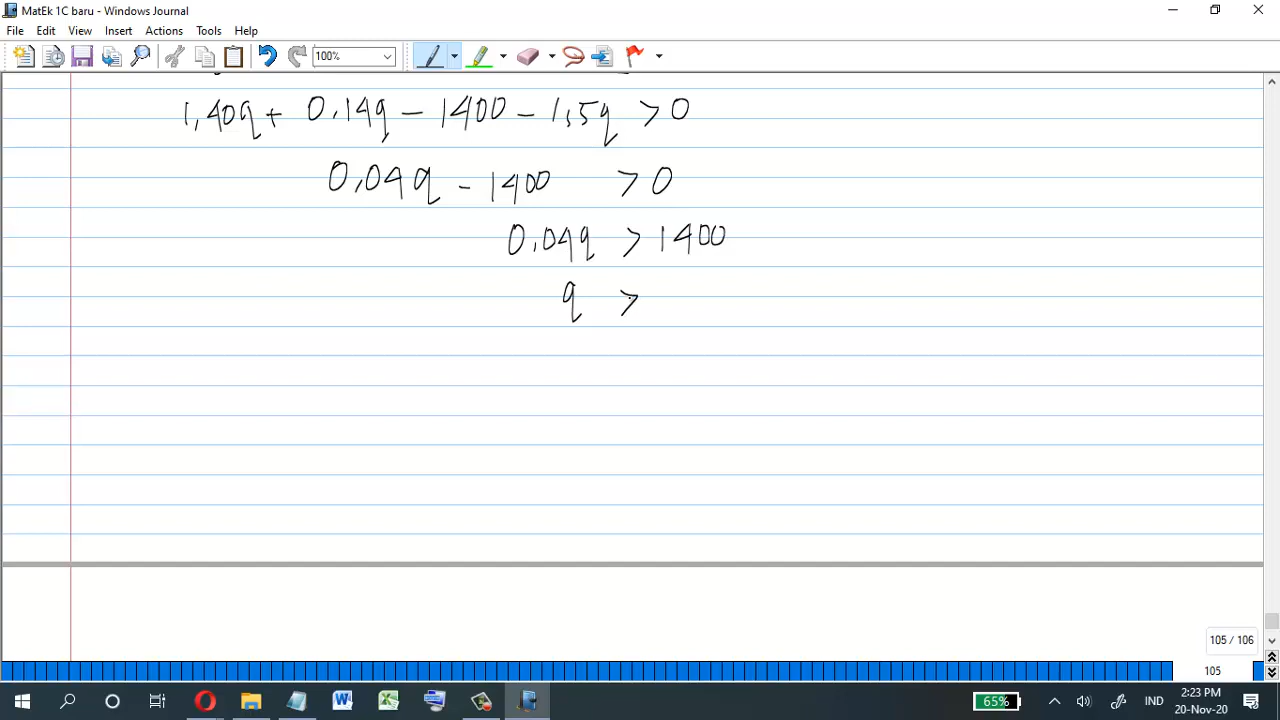 MatEk 1C baru - Windows Journal
File Edit View Insert Actions Tools Help
100%
1,40q + 0,14q - 1400 - 1,5q > 0
0,04q - 1400 > 0
0,04q > 1400
q >
105 / 106
105
65% IND 2:23 PM
20-Nov-20